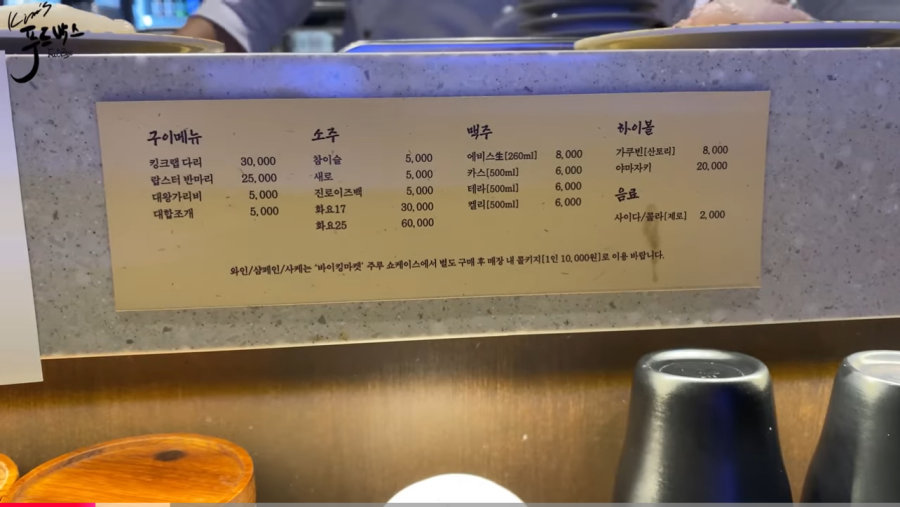 Kim's
푸드박스
구이메뉴
킹크랩 다리 30,000
랍스터 반마리 25,000
대왕가리비 5,000
대합조개 5,000
소주
참이슬 5,000
새로 5,000
진로이즈백 5,000
화요17 30,000
화요25 60,000
맥주
에비스生[260ml] 8,000
카스[500ml] 6,000
테라[500ml] 6,000
켈리[500ml] 6,000
하이볼
가쿠빈[산토리] 8,000
야마자키 20,000
음료
사이다/콜라[제로] 2,000
와인/샴페인/사케는 '바이킹마켓' 주류 쇼케이스에서 별도 구매 후 매장 내 콜키지[1인 10,000원]로 이용 바랍니다.